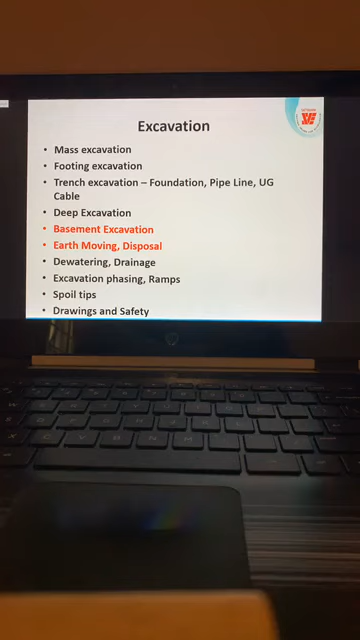 Excavation
• Mass excavation
• Footing excavation
• Trench excavation – Foundation, Pipe Line, UG
Cable
• Deep Excavation
• Basement Excavation
• Earth Moving, Disposal
• Dewatering, Drainage
• Excavation phasing, Ramps
• Spoil tips
• Drawings and Safety
hp